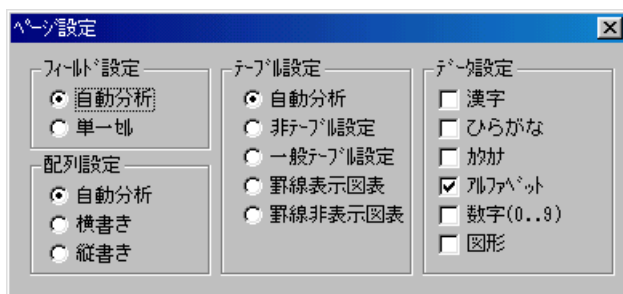 ﾍﾟｰｼﾞ設定
ﾌｨｰﾙﾄﾞ設定
自動分析
単一ｾﾙ
配列設定
自動分析
横書き
縦書き
ﾃｰﾌﾞﾙ設定
自動分析
非ﾃｰﾌﾞﾙ設定
一般ﾃｰﾌﾞﾙ設定
罫線表示図表
罫線非表示図表
ﾃﾞｰﾀ設定
漢字
ひらがな
ｶﾀｶﾅ
ｱﾙﾌｧﾍﾞｯﾄ
数字(0..9)
図形